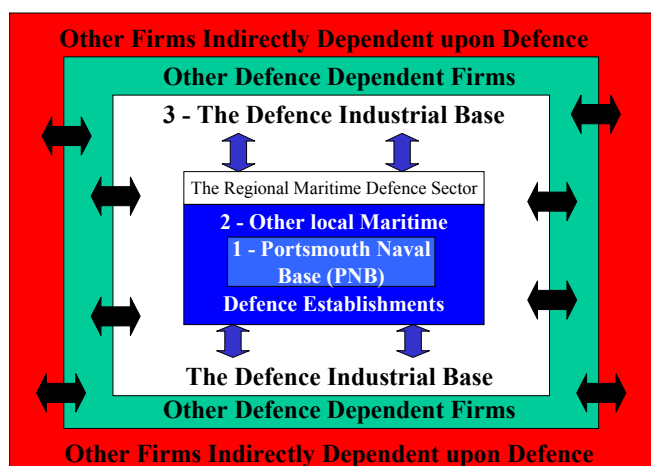 Other Firms Indirectly Dependent upon Defence
Other Defence Dependent Firms
3 - The Defence Industrial Base
The Regional Maritime Defence Sector
2 - Other local Maritime
1 - Portsmouth Naval
Base (PNB)
Defence Establishments
The Defence Industrial Base
Other Defence Dependent Firms
Other Firms Indirectly Dependent upon Defence